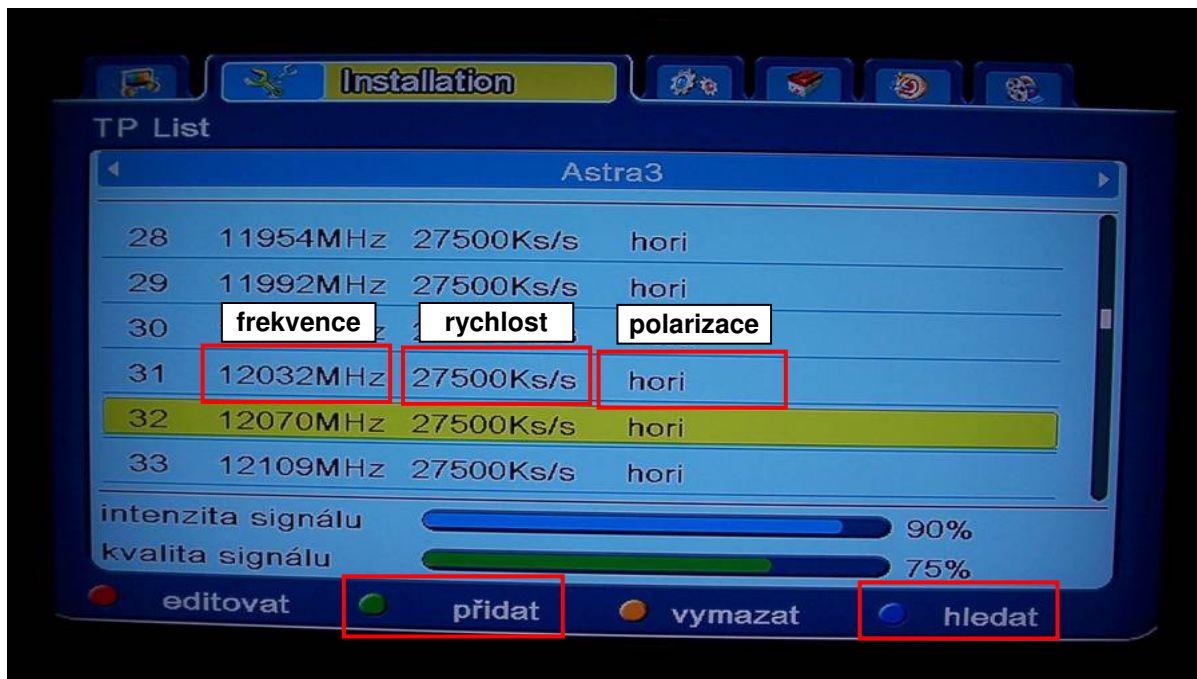 Installation
TP List
Astra3
28 11954MHz 27500Ks/s hori
29 11992MHz 27500Ks/s hori
frekvence rychlost polarizace
30
31 12032MHz 27500Ks/s hori
32 12070MHz 27500Ks/s hori
33 12109MHz 27500Ks/s hori
intenzita signálu 90%
kvalita signálu 75%
editovat přidat vymazat hledat